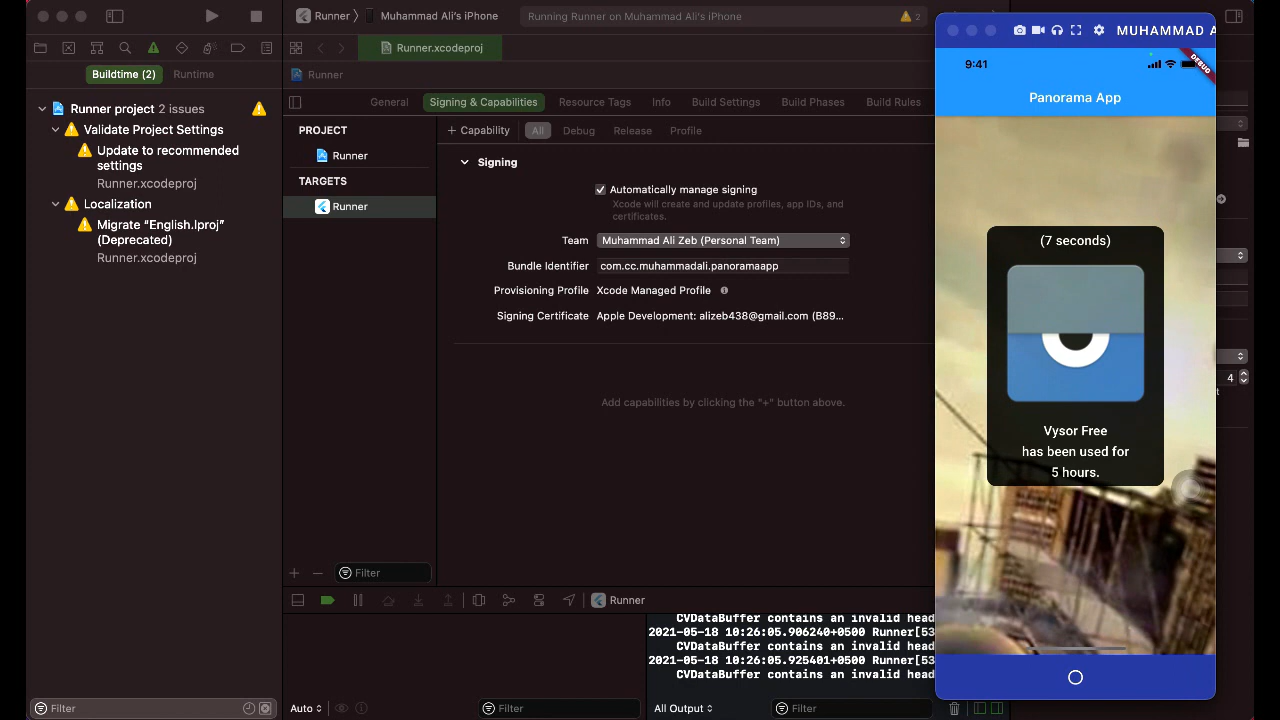 Runner
Muhammad Ali's iPhone
Running Runner on Muhammad Ali's iPhone
2
MUHAMMAD A
Runner.xcodeproj
9:41
DEBUG
Buildtime (2)
Runtime
Runner
Panorama App
Runner project 2 issues
Validate Project Settings
Update to recommended
settings
Runner.xcodeproj
Localization
Migrate “English.lproj”
(Deprecated)
Runner.xcodeproj
General
Signing & Capabilities
Resource Tags
Info
Build Settings
Build Phases
Build Rules
PROJECT
Runner
TARGETS
Runner
+ Capability
All
Debug
Release
Profile
Signing
Automatically manage signing
Xcode will create and update profiles, app IDs, and
certificates.
Team
Muhammad Ali Zeb (Personal Team)
Bundle Identifier
com.cc.muhammadali.panoramaapp
Provisioning Profile
Xcode Managed Profile
Signing Certificate
Apple Development: alizeb438@gmail.com (B89...
Add capabilities by clicking the "+" button above.
(7 seconds)
Vysor Free
has been used for
5 hours.
4
t
Filter
Runner
CVDataBuffer contains an invalid head
2021-05-18 10:26:05.906240+0500 Runner[53
CVDataBuffer contains an invalid head
2021-05-18 10:26:05.925401+0500 Runner[53
CVDataBuffer contains an invalid head
Filter
Auto
Filter
All Output
Filter